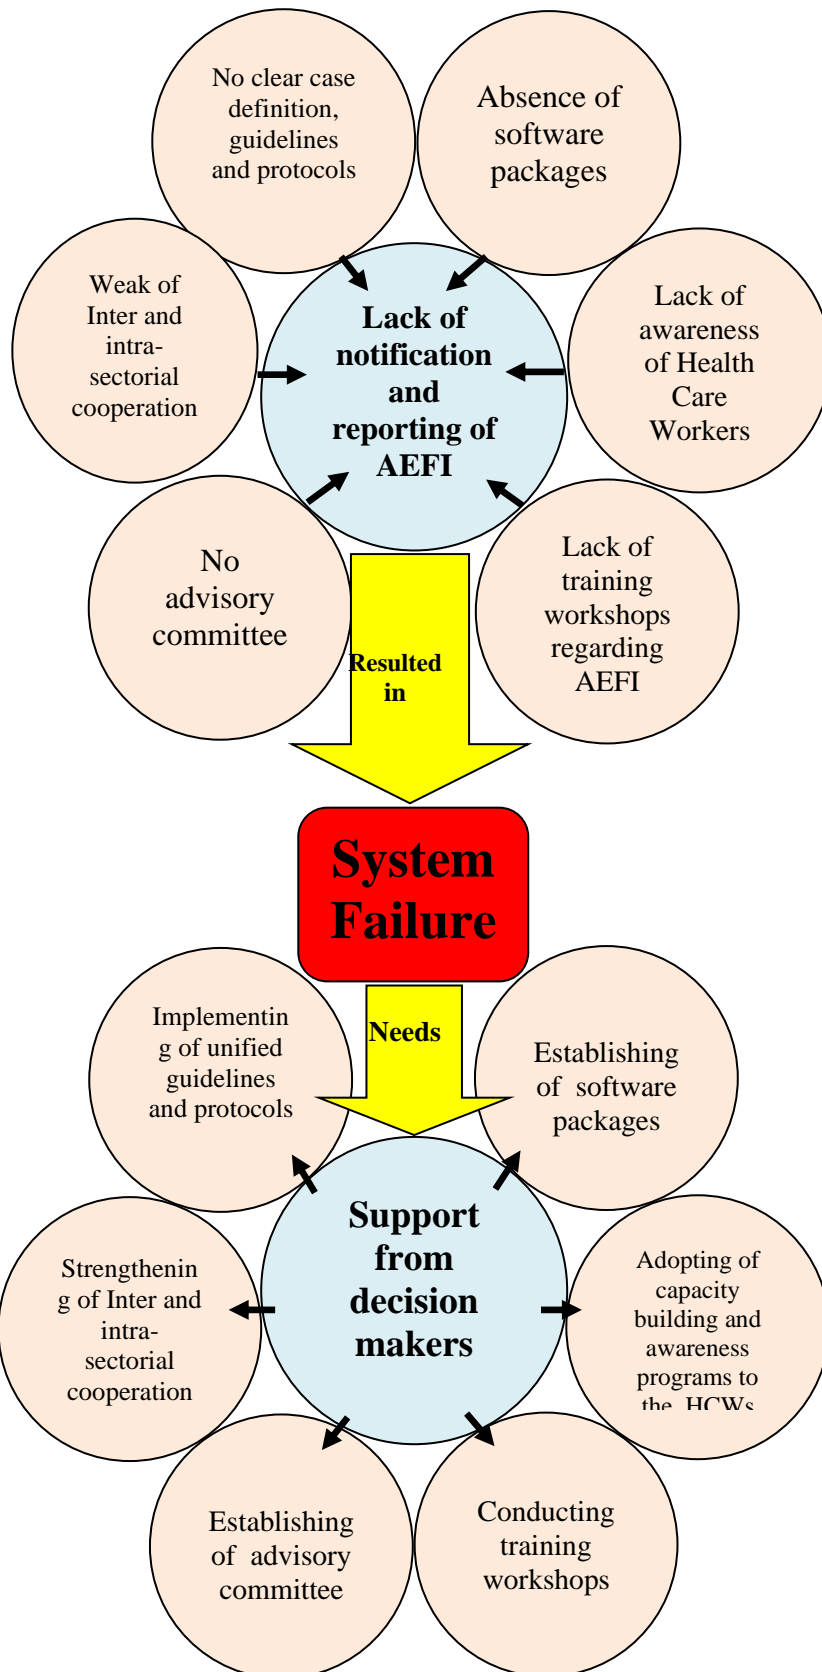 No clear case
definition,
guidelines
and protocols
Absence of
software
packages
Weak of
Inter and
intra-
sectorial
cooperation
Lack of
notification
and
reporting of
AEFI
Lack of
awareness
of Health
Care
Workers
No
advisory
committee
Lack of
training
workshops
regarding
AEFI
Resulted
in
System
Failure
Needs
Implementin
g of unified
guidelines
and protocols
Establishing
of software
packages
Support
from
decision
makers
Strengthenin
g of Inter and
intra-
sectorial
cooperation
Adopting of
capacity
building and
awareness
programs to
the HCWs
Establishing
of advisory
committee
Conducting
training
workshops